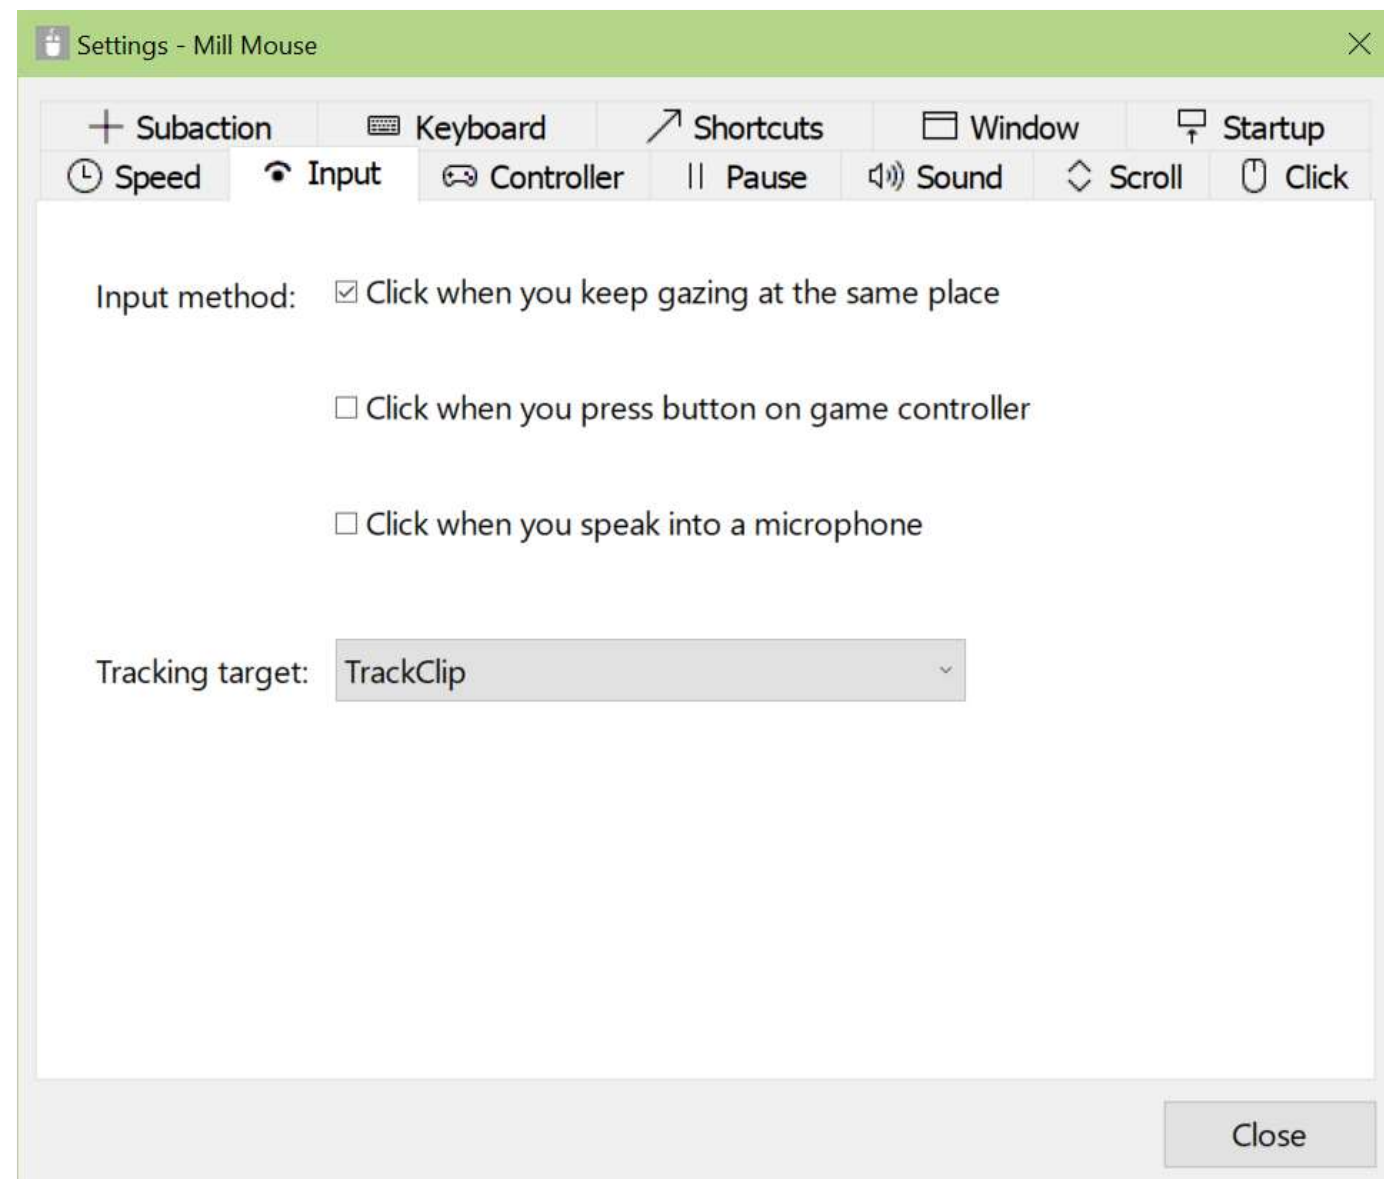 Settings - Mill Mouse
Subaction Keyboard Shortcuts Window Startup
Speed Input Controller Pause Sound Scroll Click
Input method: Click when you keep gazing at the same place
Click when you press button on game controller
Click when you speak into a microphone
Tracking target: TrackClip
Close